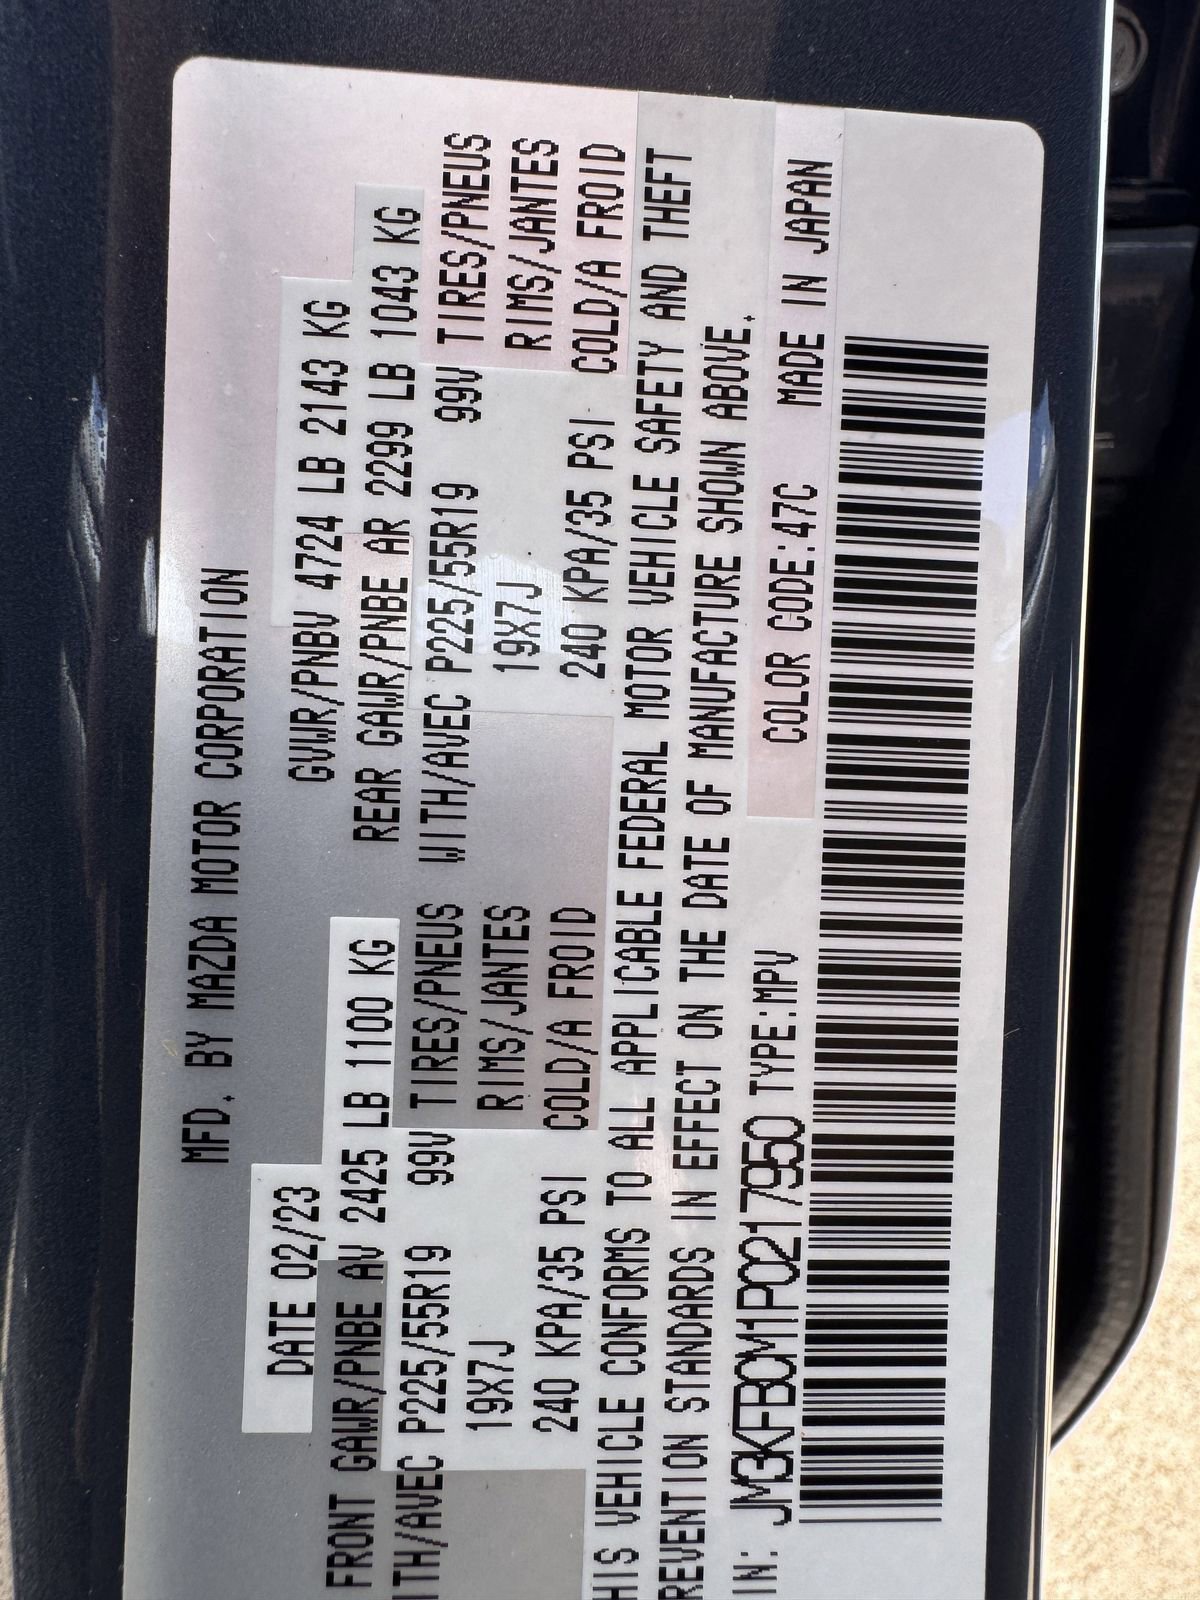 MFD. BY MAZDA MOTOR CORPORATION
DATE 02/23 GVWR/PNBV 4724 LB 2143 KG
FRONT GAWR/PNBE AV 2425 LB 1100 KG REAR GAWR/PNBE AR 2299 LB 1043 KG
ITH/AVEC P225/55R19 99V TIRES/PNEUS WITH/AVEC P225/55R19 99V TIRES/PNEUS
19X7J RIMS/JANTES 19X7J RIMS/JANTES
240 KPA/35 PSI COLD/A FROID 240 KPA/35 PSI COLD/A FROID
HIS VEHICLE CONFORMS TO ALL APPLICABLE FEDERAL MOTOR VEHICLE SAFETY AND THEFT
REVENTION STANDARDS IN EFFECT ON THE DATE OF MANUFACTURE SHOWN ABOVE.
IN: JM3KFBCM1P0217950 TYPE:MPV COLOR CODE:47C MADE IN JAPAN